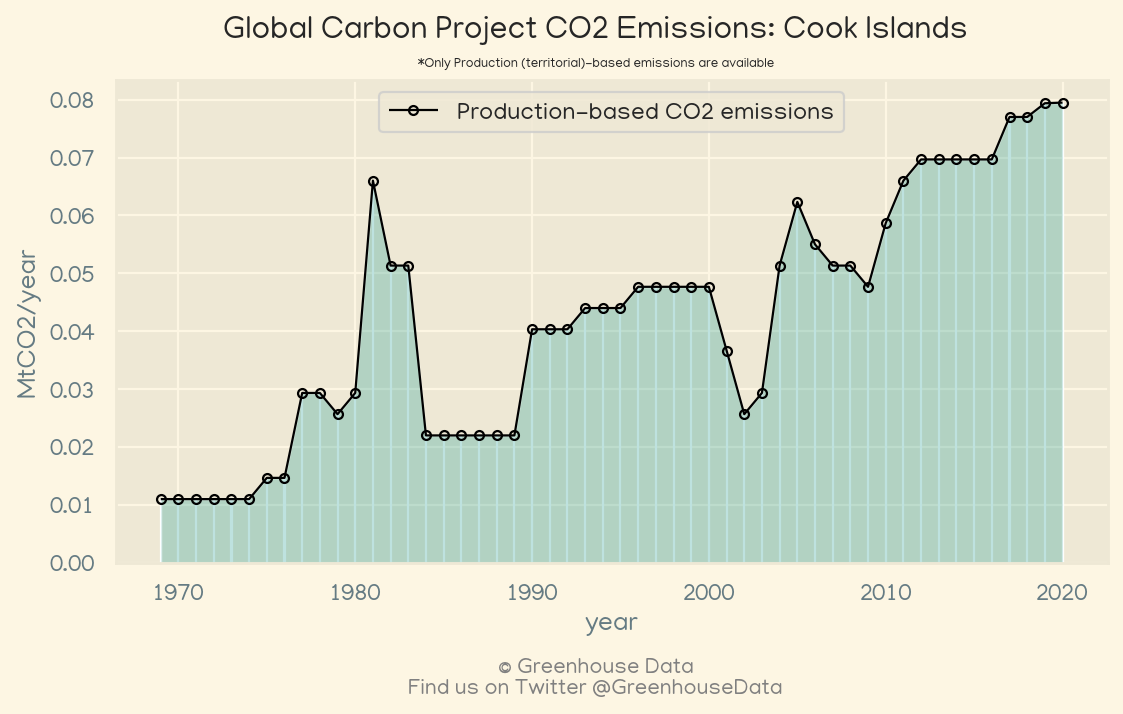 Global Carbon Project CO2 Emissions: Cook Islands
*Only Production (territorial)-based emissions are available
Production-based CO2 emissions
MtCO2/year
0.08
0.07
0.06
0.05
0.04
0.03
0.02
0.01
0.00
1970 1980 1990 2000 2010 2020
year
© Greenhouse Data
Find us on Twitter @GreenhouseData